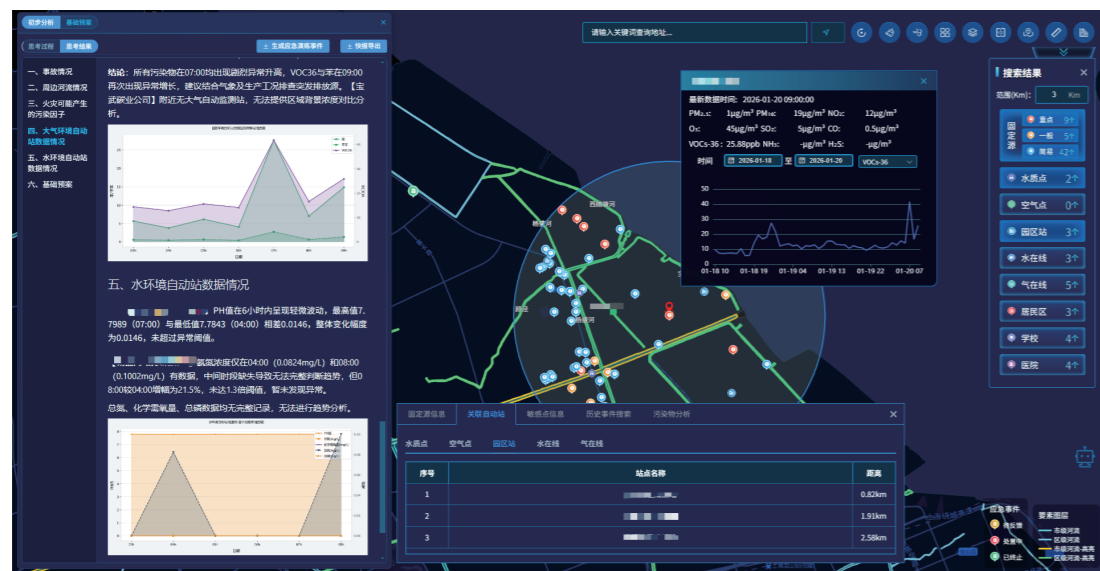 初步分析 基础预案 ×
思考过程 思考结果 生成应急演练事件 快报导出
一、事故情况
二、周边河流情况
三、火灾可能产生
的污染因子
四、大气环境自动
站数据情况
五、水环境自动站
数据情况
六、基础预案
结论：所有污染物在07:00均出现剧烈异常升高，VOC36与苯在09:00
再次出现异常增长，建议结合气象及生产工况排查突发排放源。【宝
武碳业公司】附近无大气自动监测站，无法提供区域背景浓度对比分
析。
五、水环境自动站数据情况
PH值在6小时内呈现轻微波动，最高值7.
7989（07:00）与最低值7.7843（04:00）相差0.0146，整体变化幅度
为0.0146，未超过异常阈值。
氨氮浓度仅在04:00（0.0824mg/L）和08:00
（0.1002mg/L）有数据，中间时段缺失导致无法完整判断趋势，但0
8:00较04:00增幅为21.5%，未达1.3倍阈值，暂未发现异常。
总氮、化学需氧量、总磷数据均无完整记录，无法进行趋势分析。
请输入关键词查询地址...
×
最新数据时间: 2026-01-20 09:00:00
PM₂.₅: 1μg/m³ PM₁₀: 19μg/m³ NO₂: 12μg/m³
O₃: 45μg/m³ SO₂: 5μg/m³ CO: 0.5μg/m³
VOCs-36 : 25.88ppb NH₃: -μg/m³ H₂S: -μg/m³
时间 2026-01-18 至 2026-01-20 VOCs-36
50
40
30
20
10
0
01-18 10 01-18 19 01-19 04 01-19 13 01-19 22 01-20 07
杨盛河
搜索结果 ×
范围(Km): 3 Km
固定源
重点 9个
一般 5个
简易 42个
水质点 2个
空气点 0个
园区站 3个
水在线 3个
气在线 5个
居民区 3个
学校 4个
医院 4个
固定源信息 关联自动站 敏感点信息 历史事件搜索 污染物分析 ×
水质点 空气点 园区站 水在线 气在线
序号 站点名称 距离
1 0.82km
2 1.91km
3 2.58km
应急事件
待反馈
处置中
已终止
要素图层
市级河流
区级河流
市级河流-高亮
区级河流-高亮